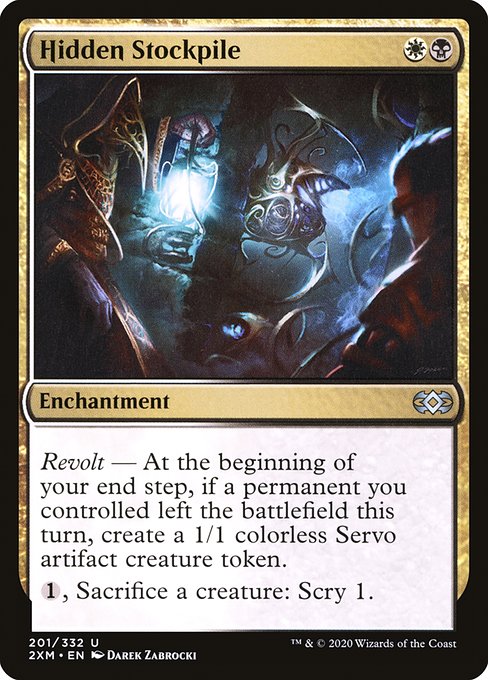 Hidden Stockpile
Enchantment
Revolt — At the beginning of
your end step, if a permanent you
controlled left the battlefield this
turn, create a 1/1 colorless Servo
artifact creature token.
1, Sacrifice a creature: Scry 1.
201/332 U
2XM • EN DAREK ZABROCKI
™ & © 2020 Wizards of the Coast